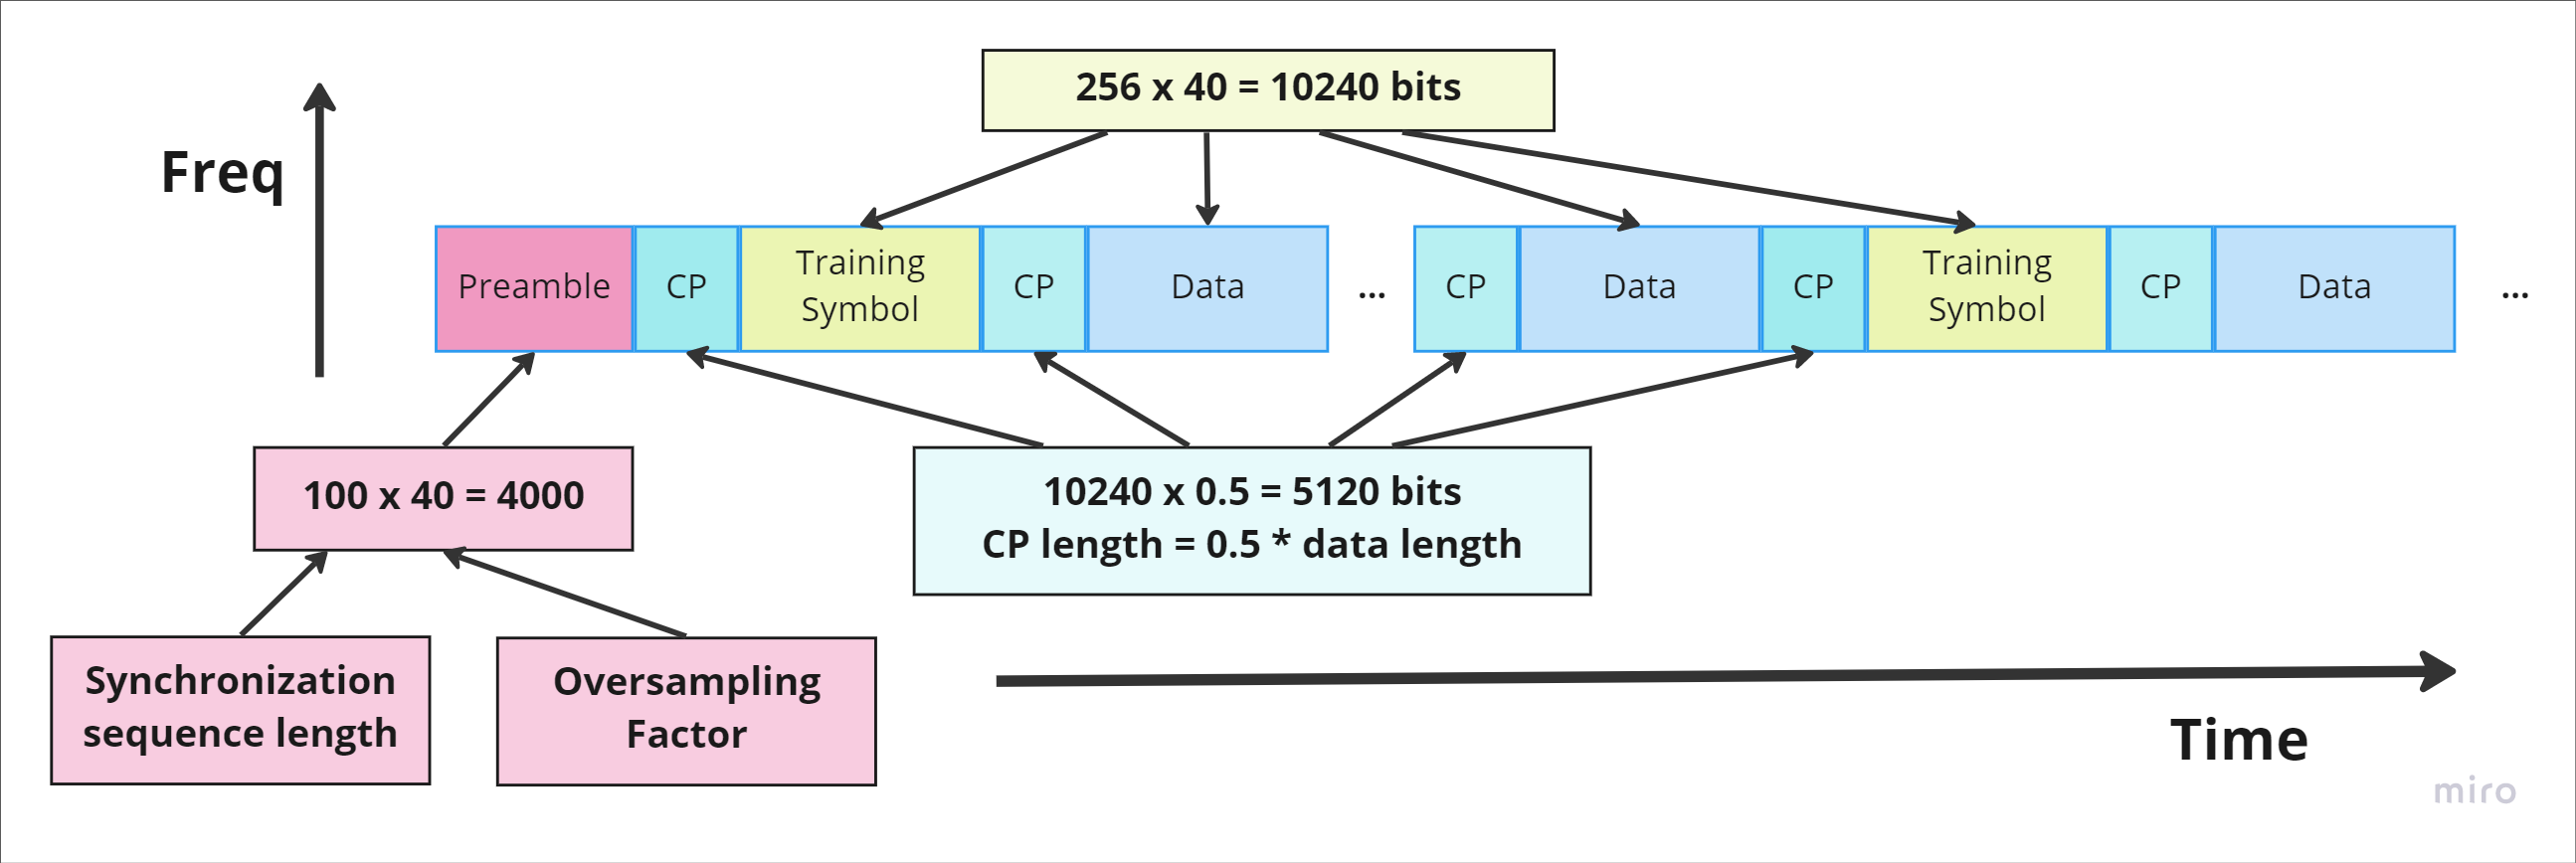 256 x 40 = 10240 bits
Freq
Preamble
CP
Training
Symbol
CP
Data
...
CP
Data
CP
Training
Symbol
CP
Data
...
100 x 40 = 4000
10240 x 0.5 = 5120 bits
CP length = 0.5 * data length
Synchronization
sequence length
Oversampling
Factor
Time
miro